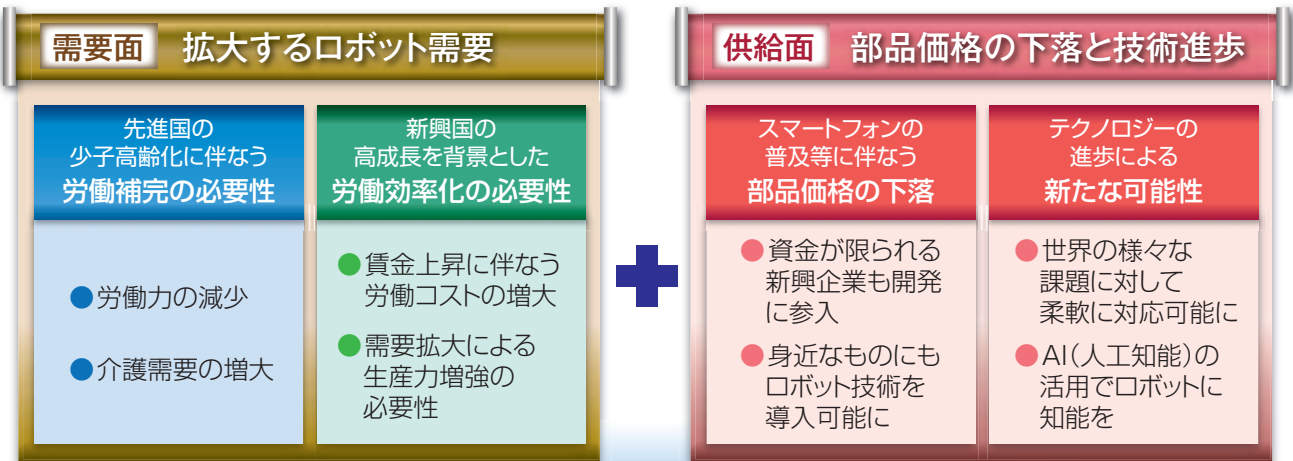 需要面 拡大するロボット需要
先進国の
少子高齢化に伴なう
労働補完の必要性
●労働力の減少
●介護需要の増大
新興国の
高成長を背景とした
労働効率化の必要性
●賃金上昇に伴なう
労働コストの増大
●需要拡大による
生産力増強の
必要性
供給面 部品価格の下落と技術進歩
スマートフォンの
普及等に伴なう
部品価格の下落
●資金が限られる
新興企業も開発
に参入
●身近なものにも
ロボット技術を
導入可能に
テクノロジーの
進歩による
新たな可能性
●世界の様々な
課題に対して
柔軟に対応可能に
●AI(人工知能)の
活用でロボットに
知能を